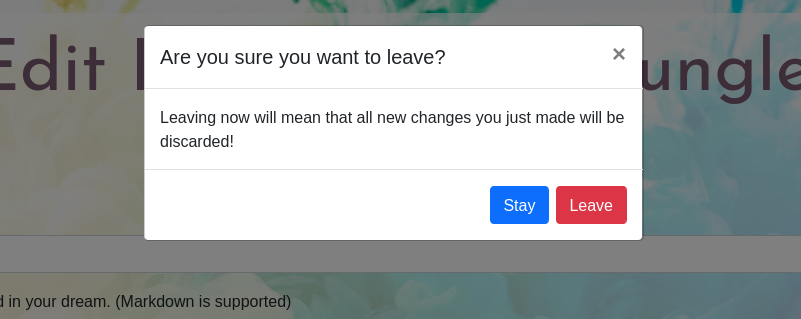 Edit
ungle
Are you sure you want to leave?
×
Leaving now will mean that all new changes you just made will be
discarded!
Stay Leave
d in your dream. (Markdown is supported)